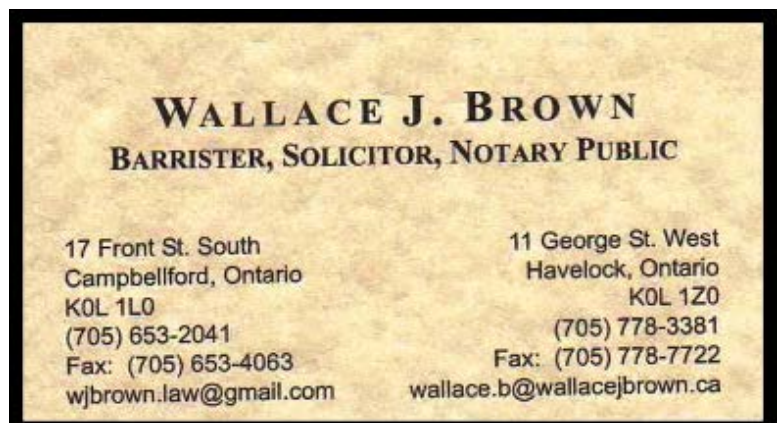 WALLACE J. BROWN
BARRISTER, SOLICITOR, NOTARY PUBLIC
17 Front St. South
Campbellford, Ontario
K0L 1L0
(705) 653-2041
Fax: (705) 653-4063
wjbrown.law@gmail.com
11 George St. West
Havelock, Ontario
K0L 1Z0
(705) 778-3381
Fax: (705) 778-7722
wallace.b@wallacejbrown.ca